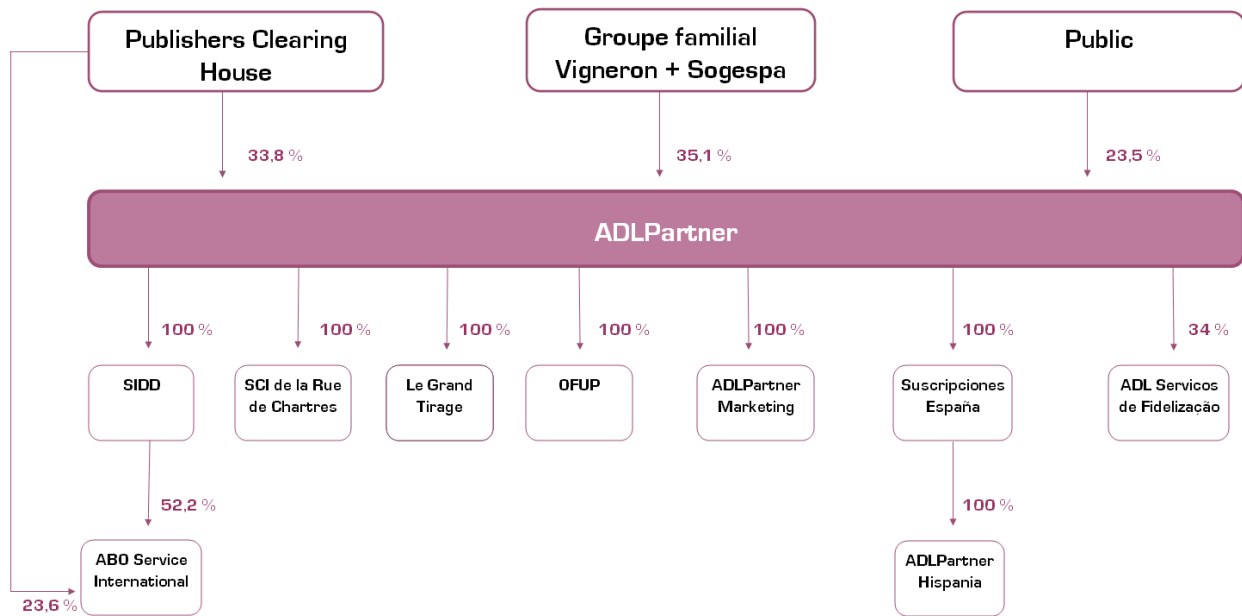 Publishers Clearing
House
Groupe familial
Vigneron + Sogespa
Public
33,8 %
35,1 %
23,5 %
ADLPartner
100 %
100 %
100 %
100 %
100 %
100 %
34 %
SIDD
SCI de la Rue
de Chartres
Le Grand
Tirage
OFUP
ADLPartner
Marketing
Suscripciones
España
ADL Servicos
de Fidelização
52,2 %
100 %
ABO Service
International
ADLPartner
Hispania
23,6 %